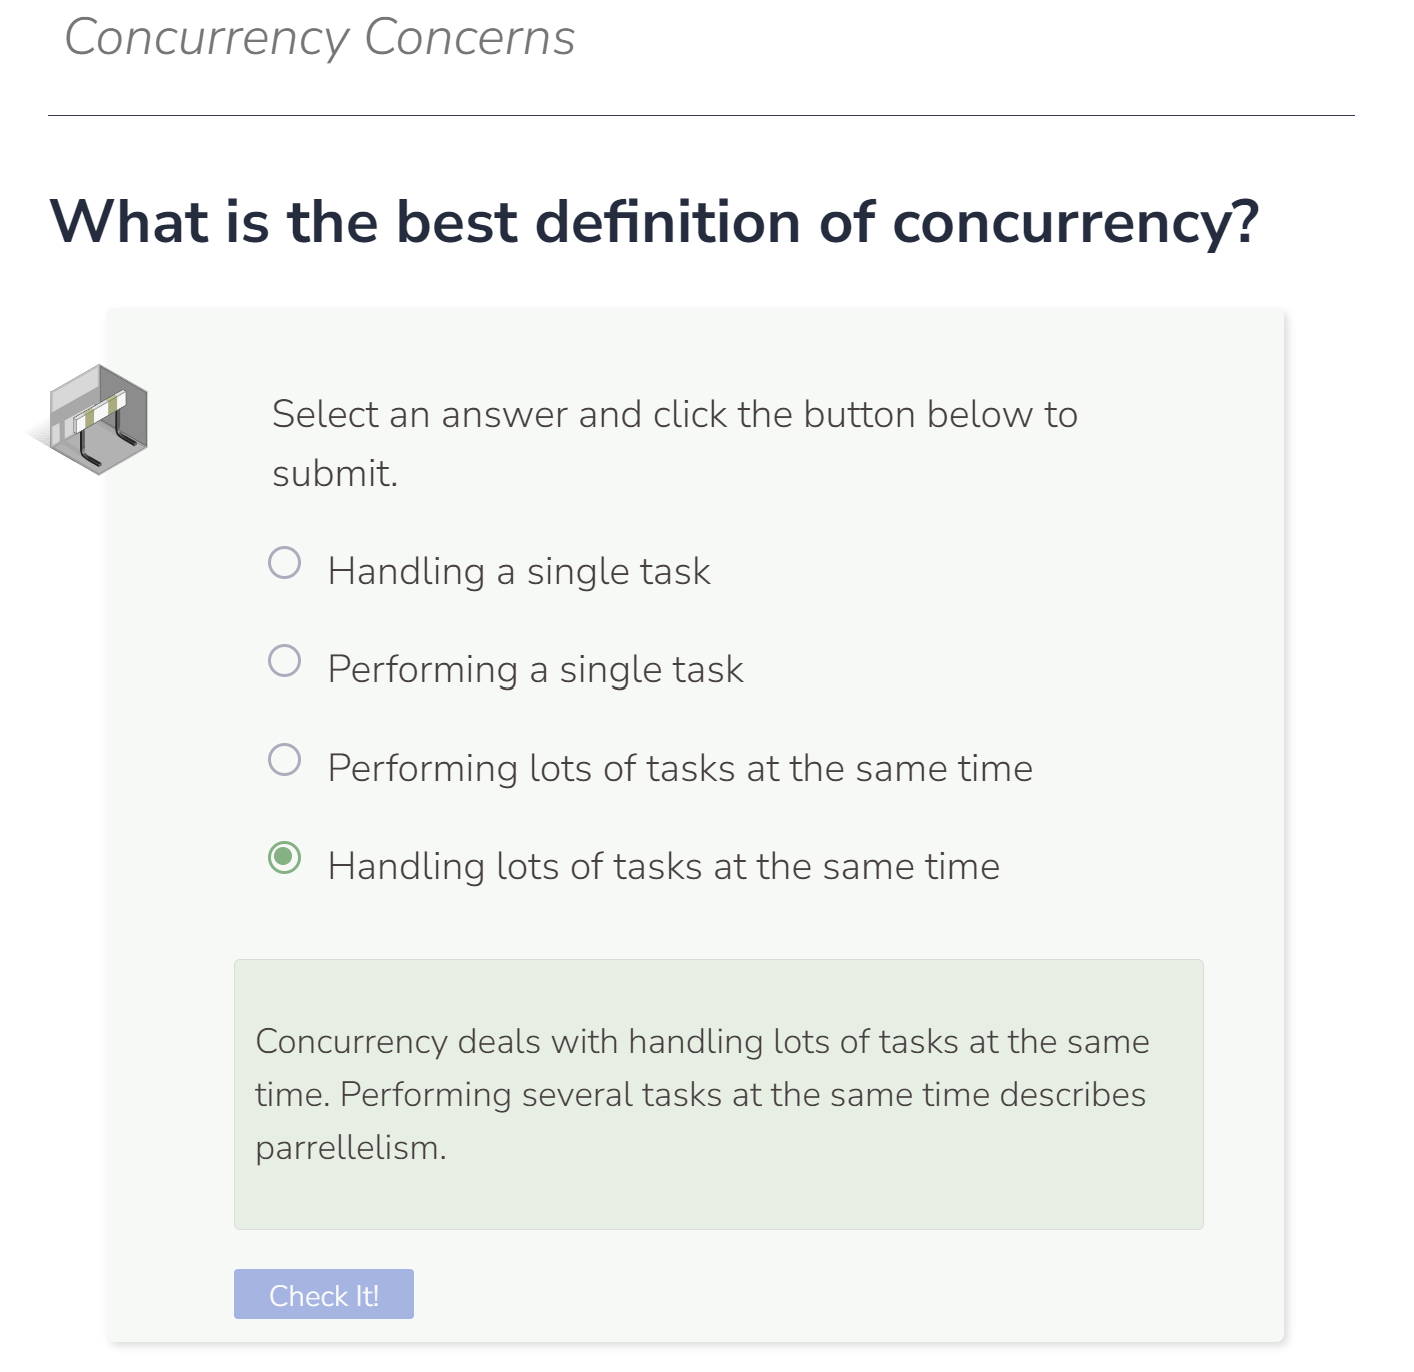 Concurrency Concerns
What is the best definition of concurrency?
Select an answer and click the button below to
submit.
Handling a single task
Performing a single task
Performing lots of tasks at the same time
Handling lots of tasks at the same time
Concurrency deals with handling lots of tasks at the same
time. Performing several tasks at the same time describes
parrellelism.
Check It!